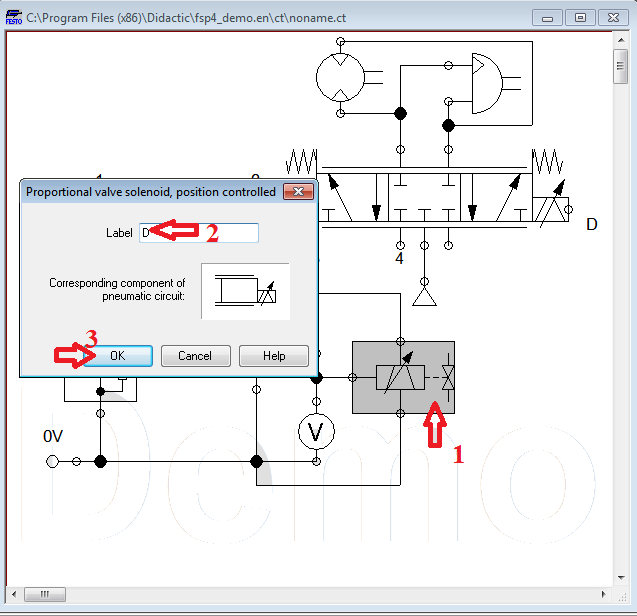 FESTO
C:\Program Files (x86)\Didactic\fsp4_demo.en\ct\noname.ct
Proportional valve solenoid, position controlled
Label D 2
Corresponding component of
pneumatic circuit:
3
OK Cancel Help
D
4
1
V
0V
Demo